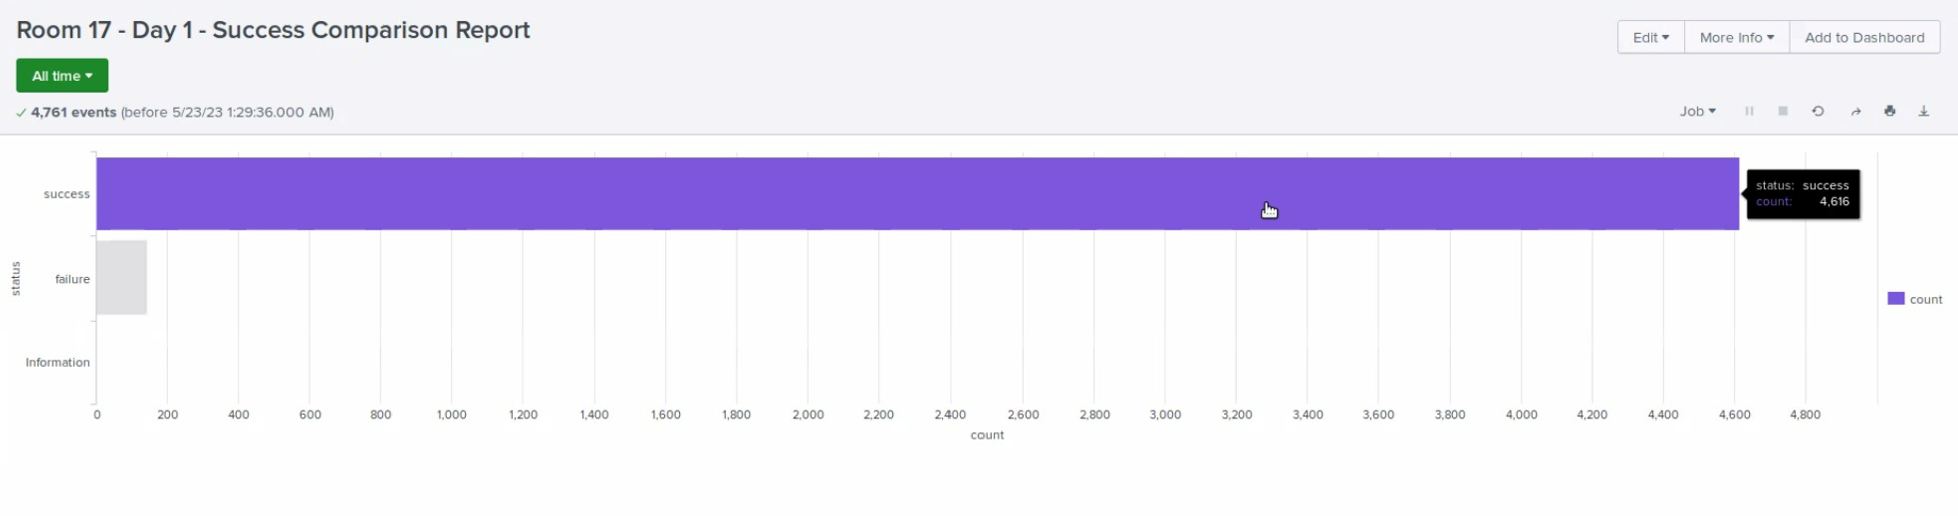 Room 17 - Day 1 - Success Comparison Report
Edit More Info Add to Dashboard
All time
4,761 events (before 5/23/23 1:29:36.000 AM)
Job
success
status: success
count: 4,616
failure
status
count
Information
0 200 400 600 800 1,000 1,200 1,400 1,600 1,800 2,000 2,200 2,400 2,600 2,800 3,000 3,200 3,400 3,600 3,800 4,000 4,200 4,400 4,600 4,800
count